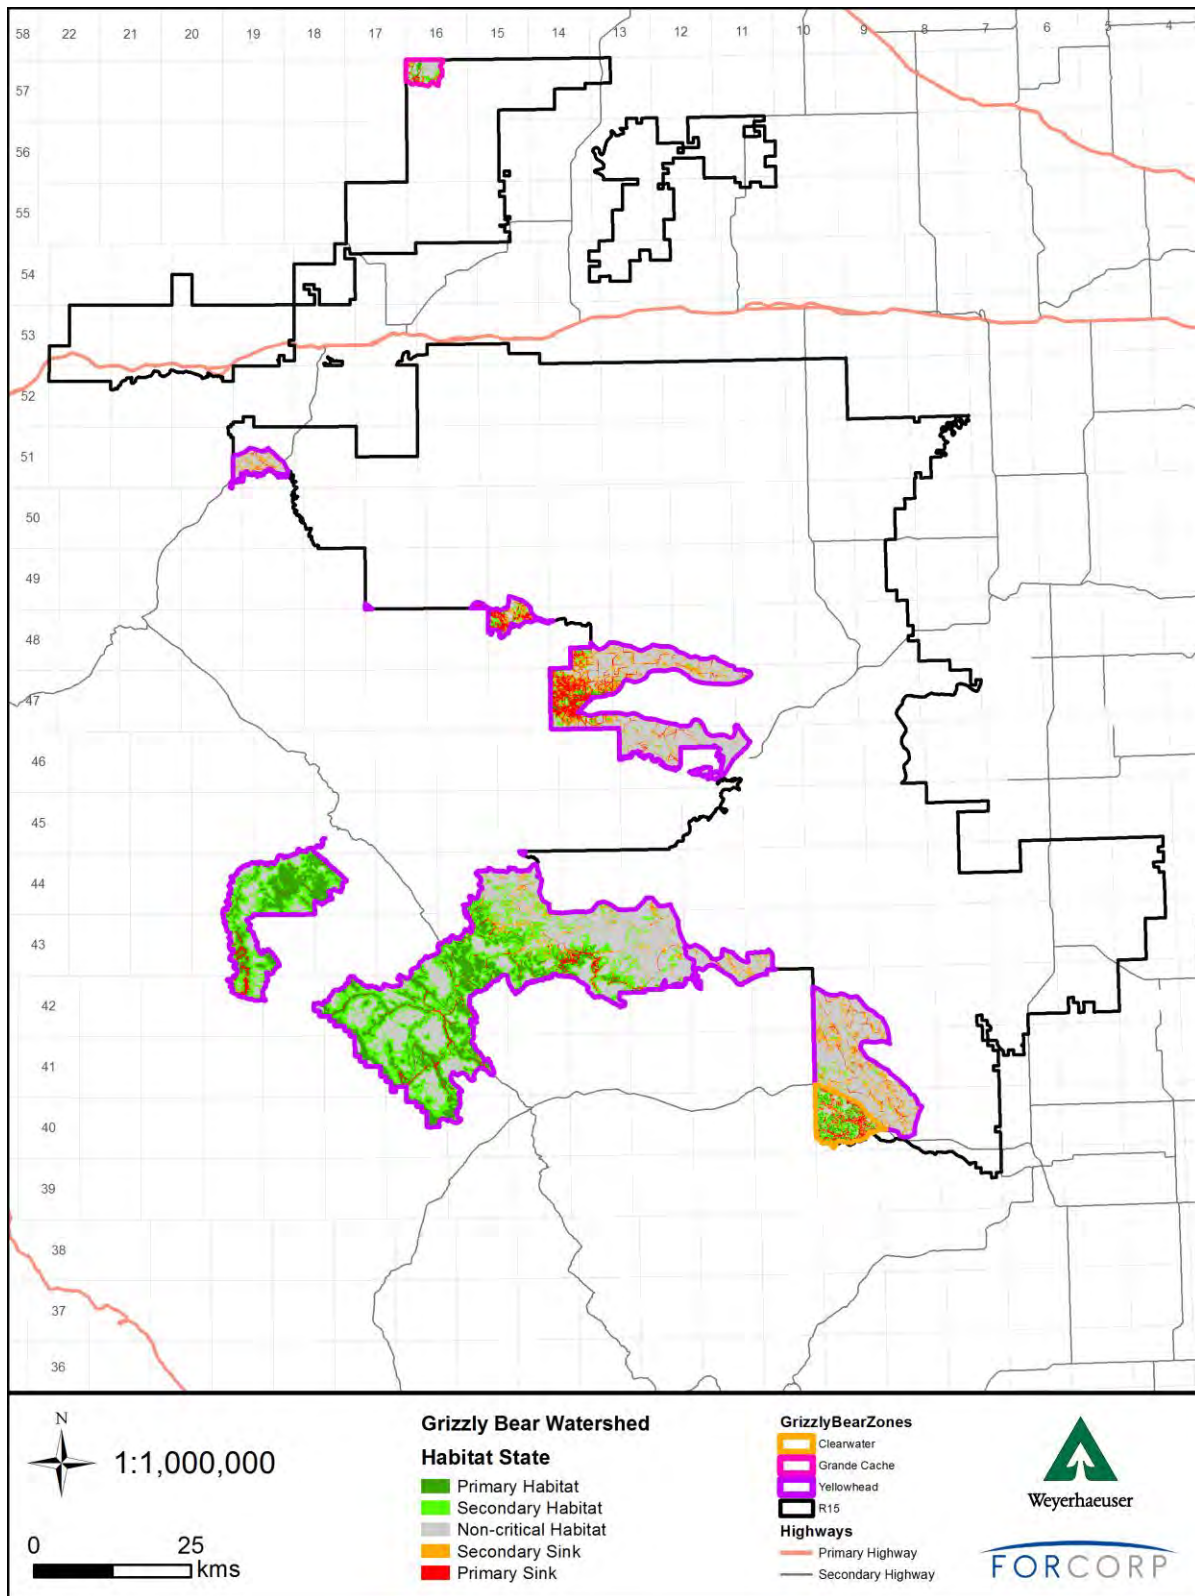 58 22 21 20 19 18 17 16 15 14 13 12 11 10 9 8 7 6 5 4
57
56
55
54
53
52
51
50
49
48
47
46
45
44
43
42
41
40
39
38
37
36
N
1:1,000,000
0 25
kms
Grizzly Bear Watershed
Habitat State
Primary Habitat
Secondary Habitat
Non-critical Habitat
Secondary Sink
Primary Sink
GrizzlyBearZones
Clearwater
Grande Cache
Yellowhead
R15
Highways
Primary Highway
Secondary Highway
Weyerhaeuser
FORCORP